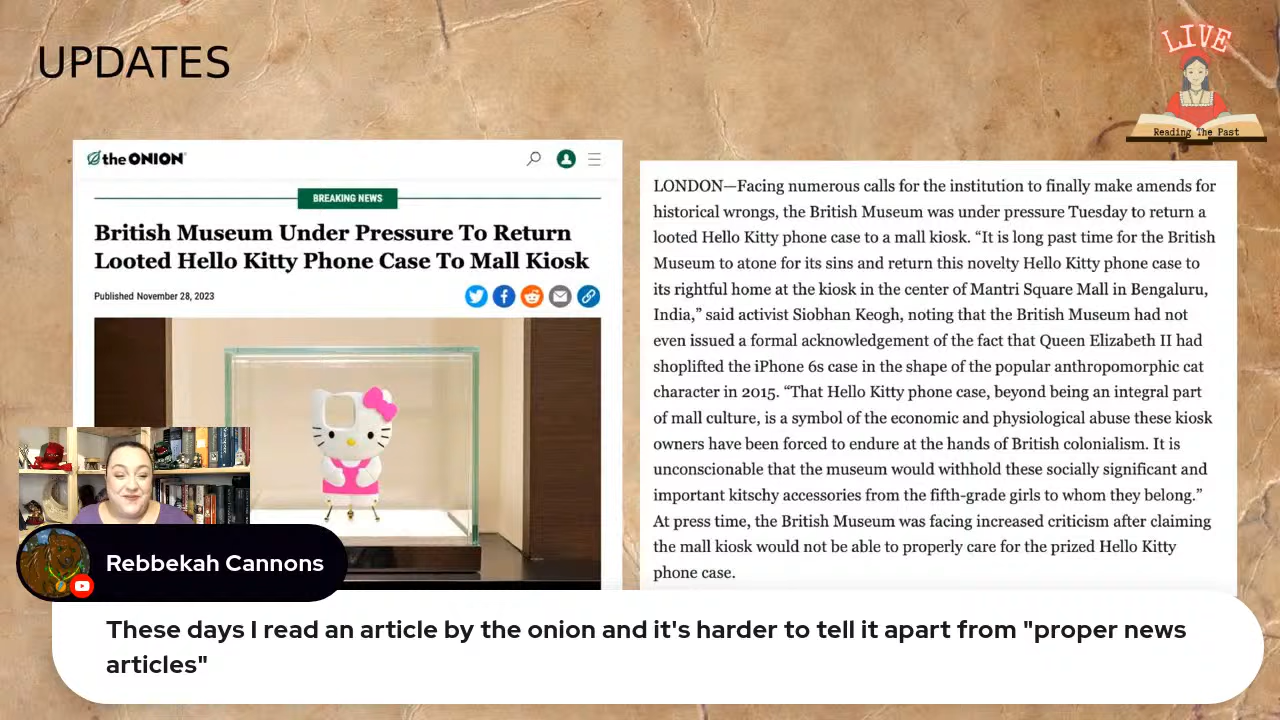 UPDATES
LIVE
Reading The Past
the ONION
BREAKING NEWS
British Museum Under Pressure To Return
Looted Hello Kitty Phone Case To Mall Kiosk
Published November 28, 2023
LONDON—Facing numerous calls for the institution to finally make amends for
historical wrongs, the British Museum was under pressure Tuesday to return a
looted Hello Kitty phone case to a mall kiosk. “It is long past time for the British
Museum to atone for its sins and return this novelty Hello Kitty phone case to
its rightful home at the kiosk in the center of Mantri Square Mall in Bengaluru,
India,” said activist Siobhan Keogh, noting that the British Museum had not
even issued a formal acknowledgement of the fact that Queen Elizabeth II had
shoplifted the iPhone 6s case in the shape of the popular anthropomorphic cat
character in 2015. “That Hello Kitty phone case, beyond being an integral part
of mall culture, is a symbol of the economic and physiological abuse these kiosk
owners have been forced to endure at the hands of British colonialism. It is
unconscionable that the museum would withhold these socially significant and
important kitschy accessories from the fifth-grade girls to whom they belong.”
At press time, the British Museum was facing increased criticism after claiming
the mall kiosk would not be able to properly care for the prized Hello Kitty
phone case.
Rebbekah Cannons
These days I read an article by the onion and it's harder to tell it apart from "proper news
articles"